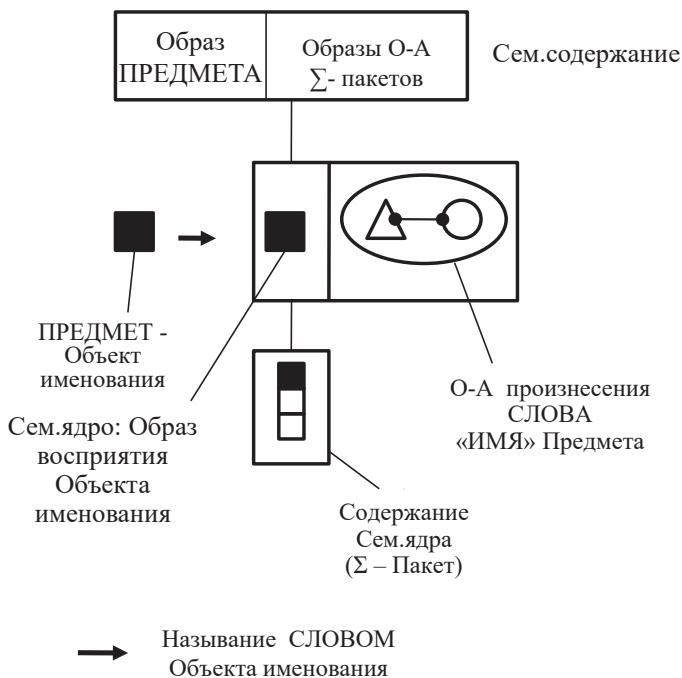 Образ
ПРЕДМЕТА
Образы О-А
∑- пакетов
Сем.содержание
ПРЕДМЕТ -
Объект
именования
Сем.ядро: Образ
восприятия
Объекта
именования
О-А произнесения
СЛОВА
«ИМЯ» Предмета
Содержание
Сем.ядра
(Σ – Пакет)
Называние СЛОВОМ
Объекта именования